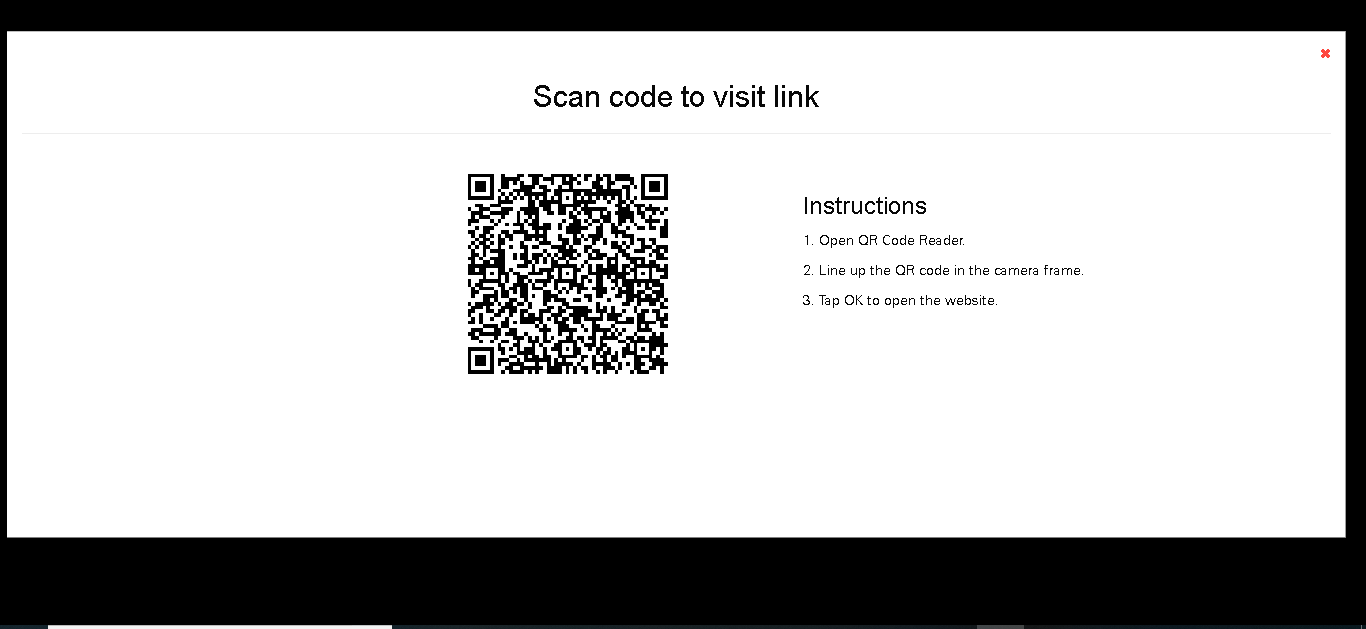 Scan code to visit link
Instructions
1. Open QR Code Reader.
2. Line up the QR code in the camera frame.
3. Tap OK to open the website.